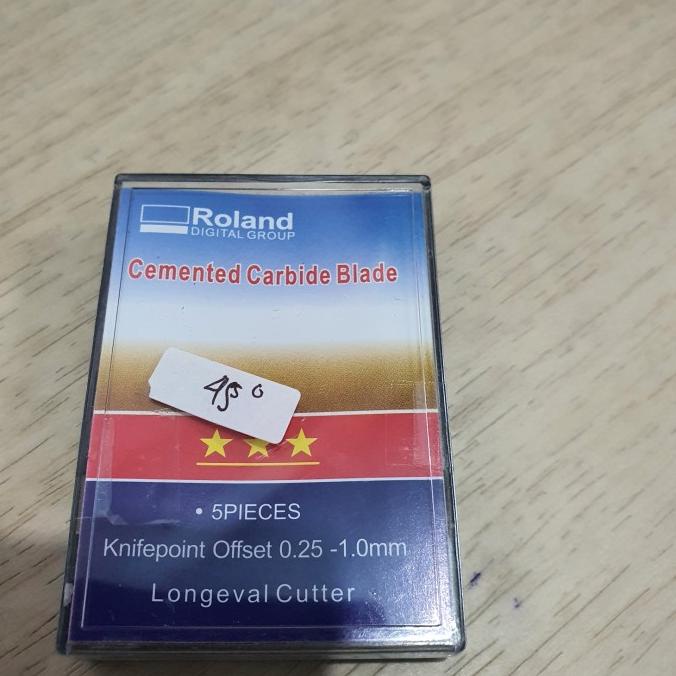 Roland
DIGITAL GROUP
Cemented Carbide Blade
45°
• 5PIECES
Knifepoint Offset 0.25 -1.0mm
Longeval Cutter